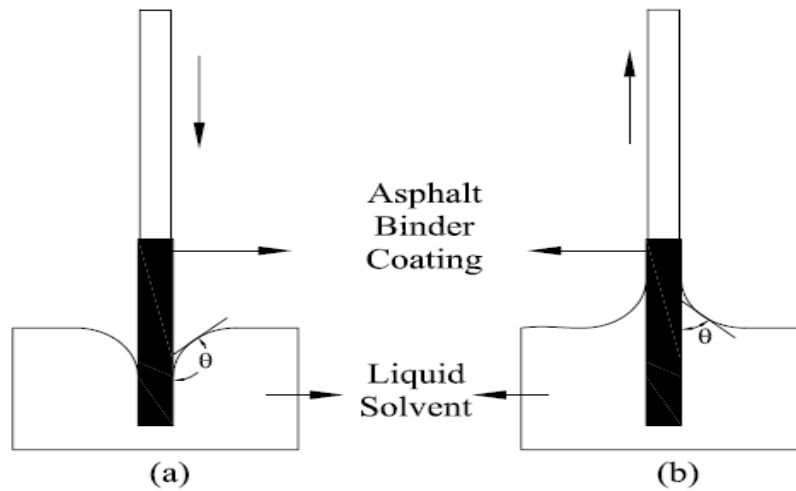 Asphalt
Binder
Coating
θ
θ
Liquid
Solvent
(a)
(b)